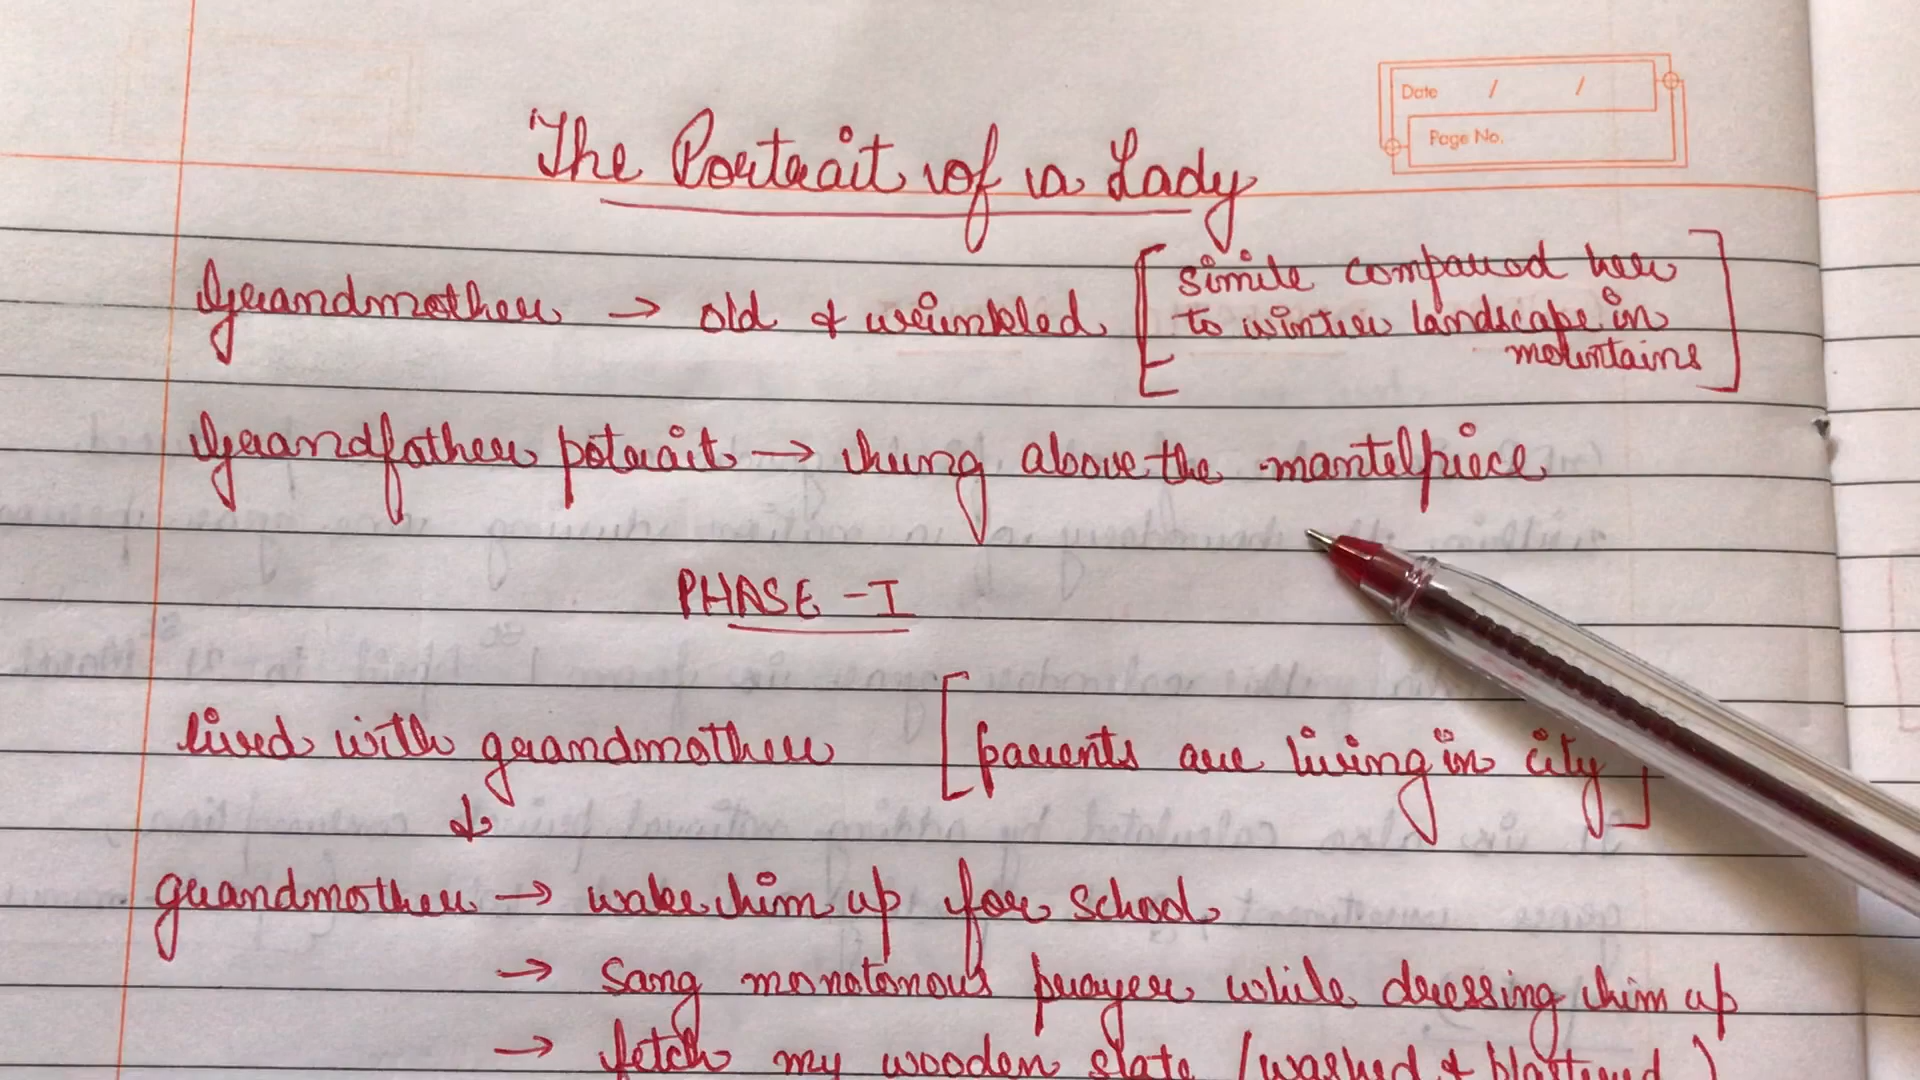 Date / /
Page No.
The Portrait of a Lady
Grandmother → old & wrinkled [simile compared her
to winter landscape in
mountains]
Grandfather potrait → hung above the mantelpiece
PHASE - I
lived with grandmother [parents are living in city]
↓
grandmother → wake him up for school
→ sang monotonous prayer while dressing him up
→ fetch my wooden slate (washed & plastered)